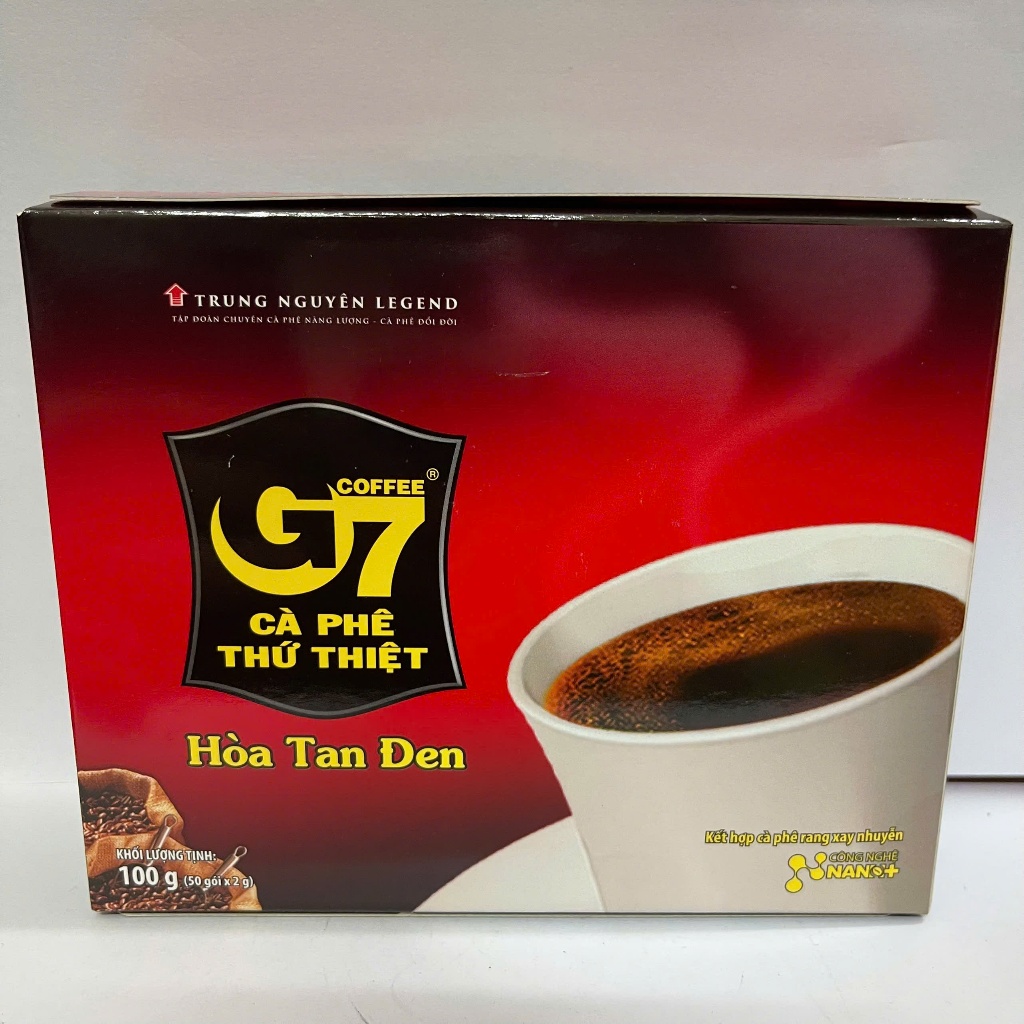 TRUNG NGUYÊN LEGEND
TẬP ĐOÀN CHUYÊN CÀ PHÊ NĂNG LƯỢNG - CÀ PHÊ ĐỔI ĐỜI
COFFEE®
G7
CÀ PHÊ
THỨ THIỆT
Hòa Tan Đen
KHỐI LƯỢNG TỊNH:
100 g (50 gói x 2 g)
Kết hợp cà phê rang xay nhuyễn
CÔNG NGHỆ
NANO+